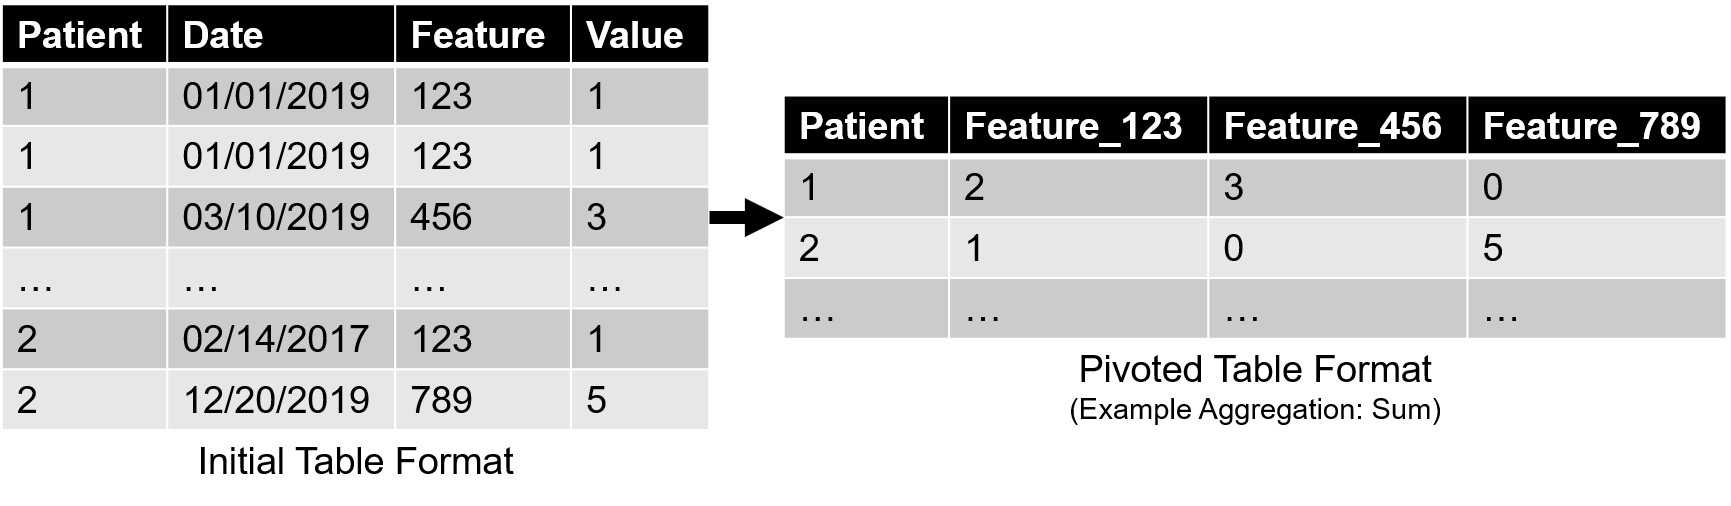 Patient Date Feature Value
1 01/01/2019 123 1
1 01/01/2019 123 1
1 03/10/2019 456 3
... ... ... ...
2 02/14/2017 123 1
2 12/20/2019 789 5
Initial Table Format
Patient Feature_123 Feature_456 Feature_789
1 2 3 0
2 1 0 5
... ... ... ...
Pivoted Table Format
(Example Aggregation: Sum)